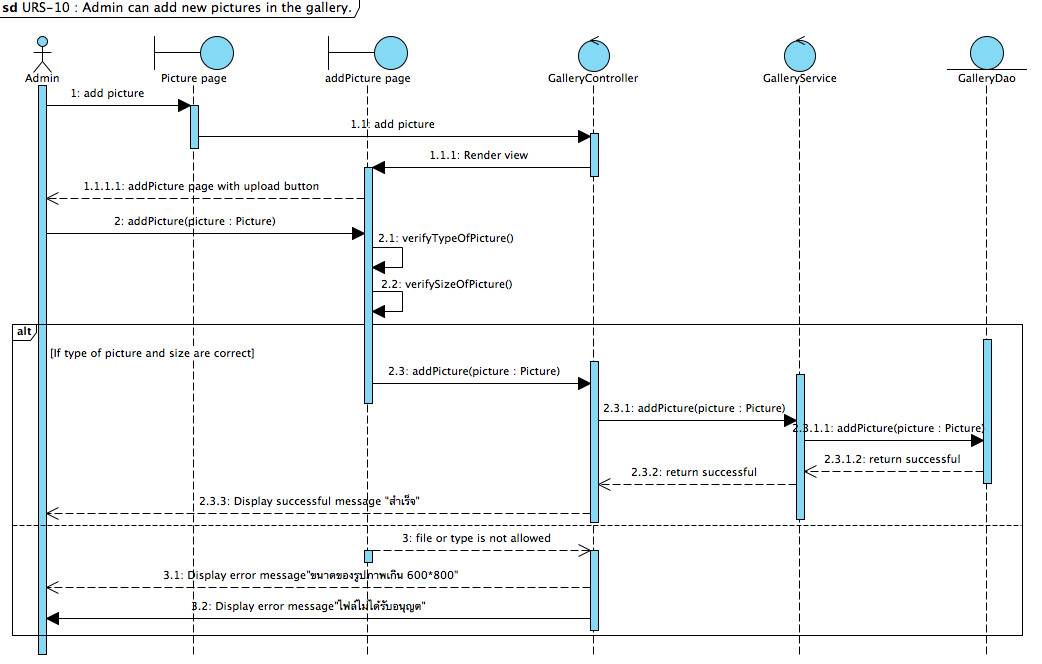 sd URS-10 : Admin can add new pictures in the gallery.
Admin
Picture page
addPicture page
GalleryController
GalleryService
GalleryDao
1: add picture
1.1: add picture
1.1.1: Render view
1.1.1.1: addPicture page with upload button
2: addPicture(picture : Picture)
2.1: verifyTypeOfPicture()
2.2: verifySizeOfPicture()
alt
[If type of picture and size are correct]
2.3: addPicture(picture : Picture)
2.3.1: addPicture(picture : Picture)
2.3.1.1: addPicture(picture : Picture)
2.3.1.2: return successful
2.3.2: return successful
2.3.3: Display successful message "สำเร็จ"
3: file or type is not allowed
3.1: Display error message"ขนาดของรูปภาพเกิน 600*800"
3.2: Display error message"ไฟล์ไม่ได้รับอนุญต"